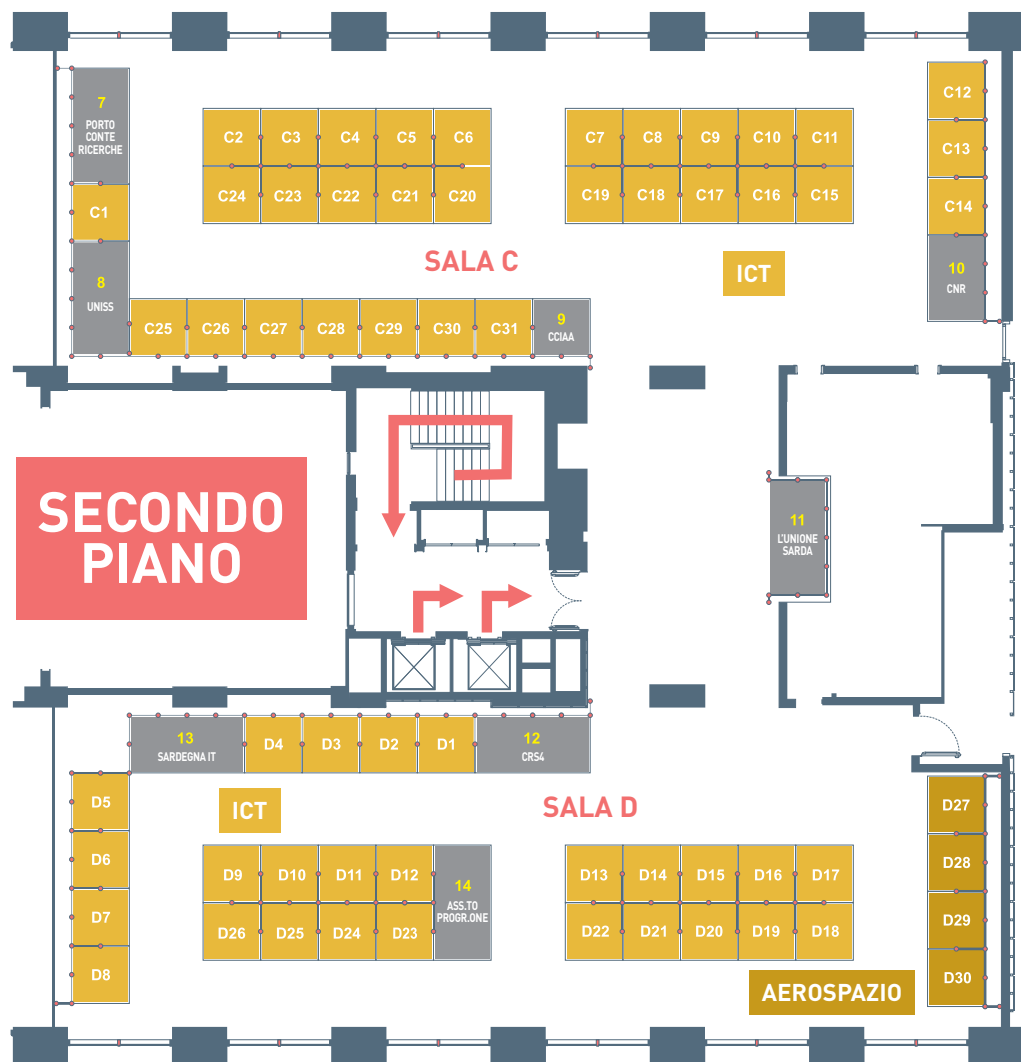 7
PORTO
CONTE
RICERCHE
C1
8
UNISS
C2 C3 C4 C5 C6
C24 C23 C22 C21 C20
C7 C8 C9 C10 C11
C19 C18 C17 C16 C15
C12
C13
C14
10
CNR
SALA C
ICT
C25 C26 C27 C28 C29 C30 C31
9
CCIAA
SECONDO
PIANO
11
L'UNIONE
SARDA
13
SARDEGNA IT
D4 D3 D2 D1
12
CRS4
ICT
SALA D
D5
D6
D7
D8
D9 D10 D11 D12
D26 D25 D24 D23
14
ASS.TO
PROGR.ONE
D13 D14 D15 D16 D17
D22 D21 D20 D19 D18
D27
D28
D29
D30
AEROSPAZIO